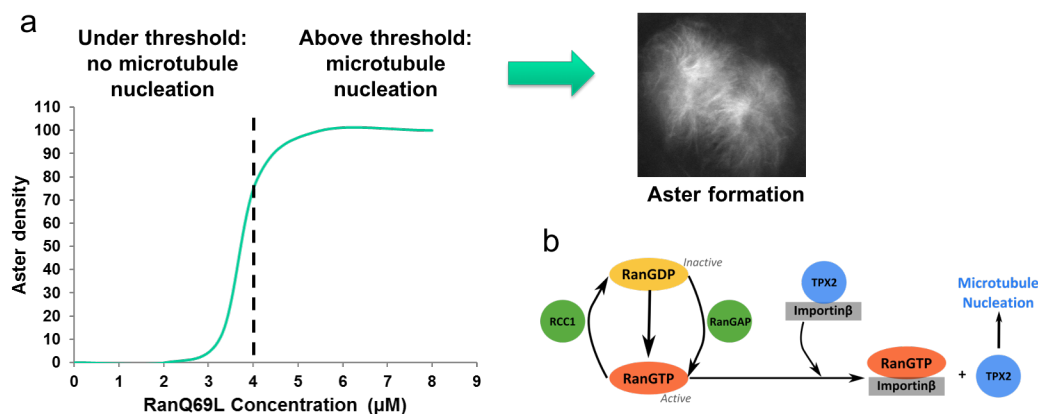 a
Under threshold:
no microtubule
nucleation
Above threshold:
microtubule
nucleation
110
100
90
80
70
60
50
40
30
20
10
0
Aster density
0 1 2 3 4 5 6 7 8 9
RanQ69L Concentration (µM)
Aster formation
b
RanGDP
Inactive
RCC1
RanGAP
RanGTP
Active
TPX2
Importinβ
Microtubule
Nucleation
RanGTP
Importinβ
+
TPX2